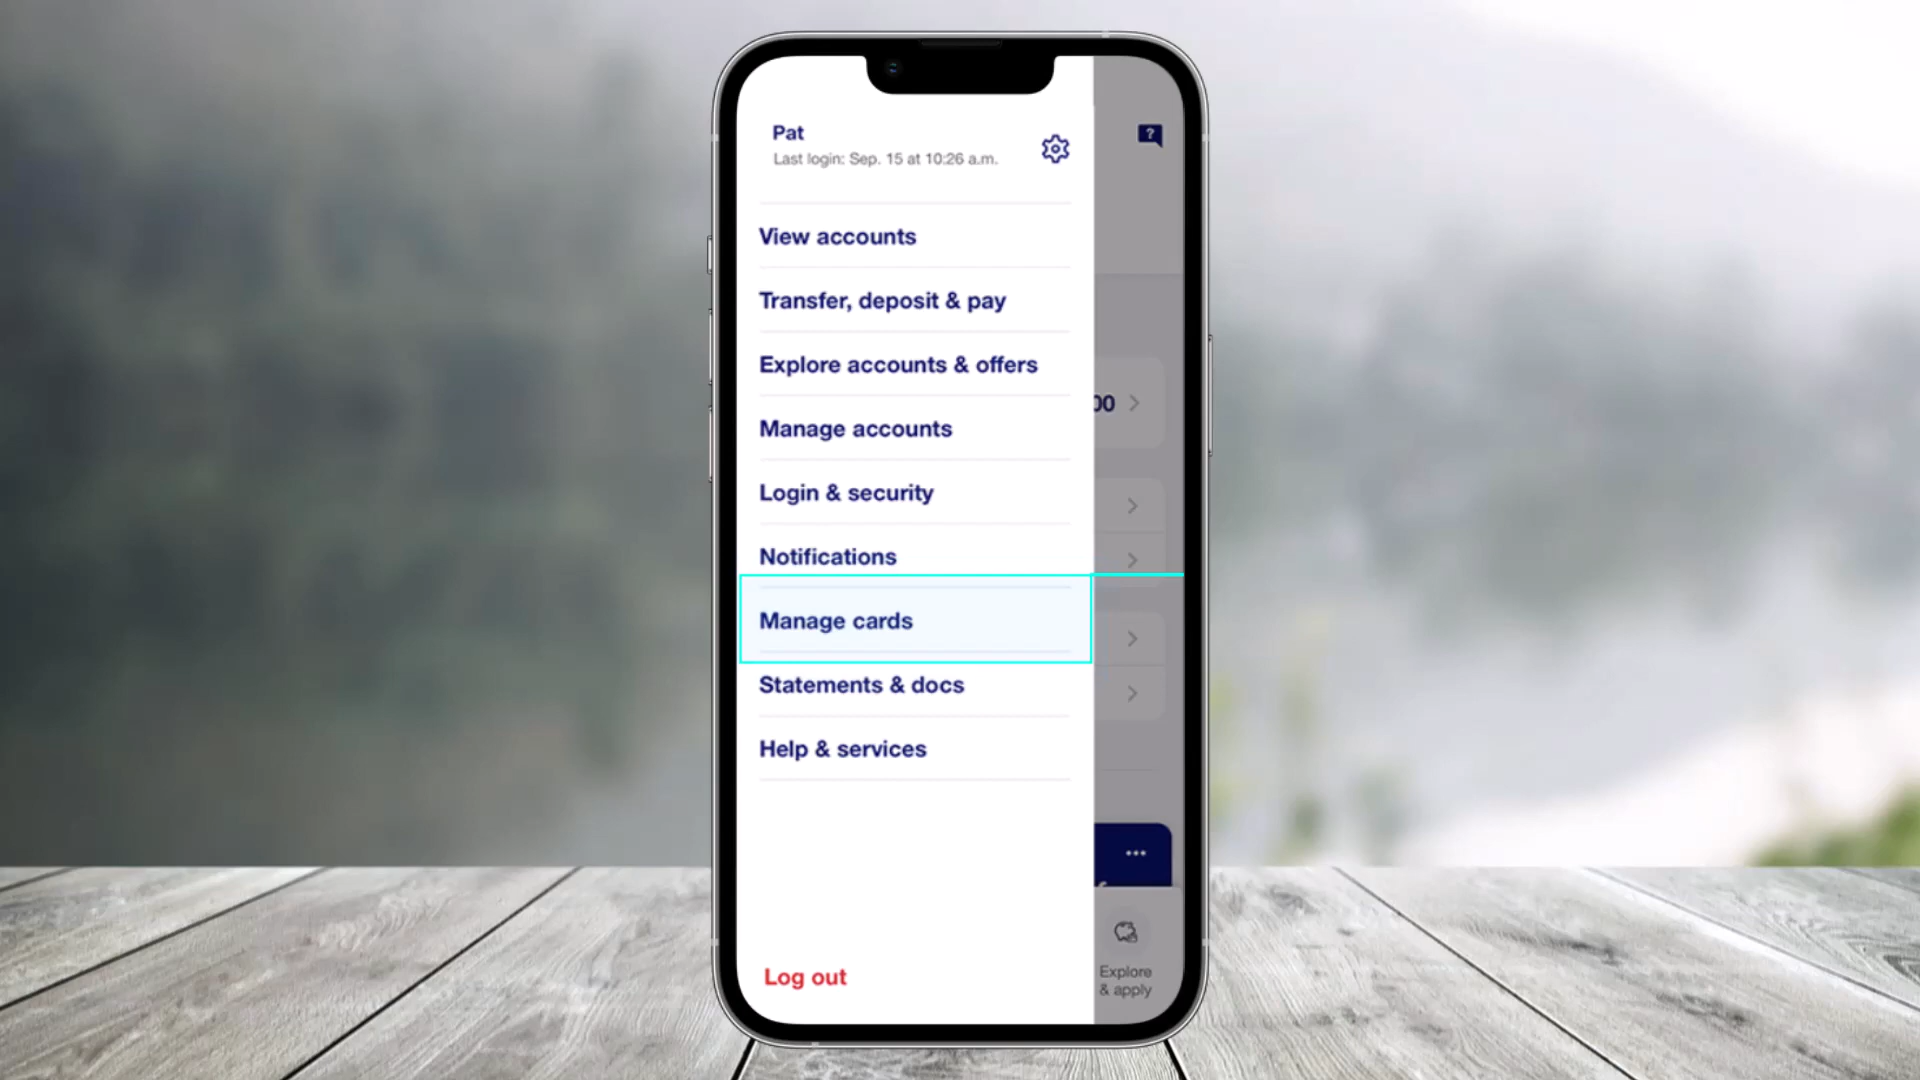 Pat
Last login: Sep. 15 at 10:26 a.m.
?
View accounts
Transfer, deposit & pay
Explore accounts & offers
00
Manage accounts
Login & security
Notifications
Manage cards
Statements & docs
Help & services
Log out
Explore
& apply